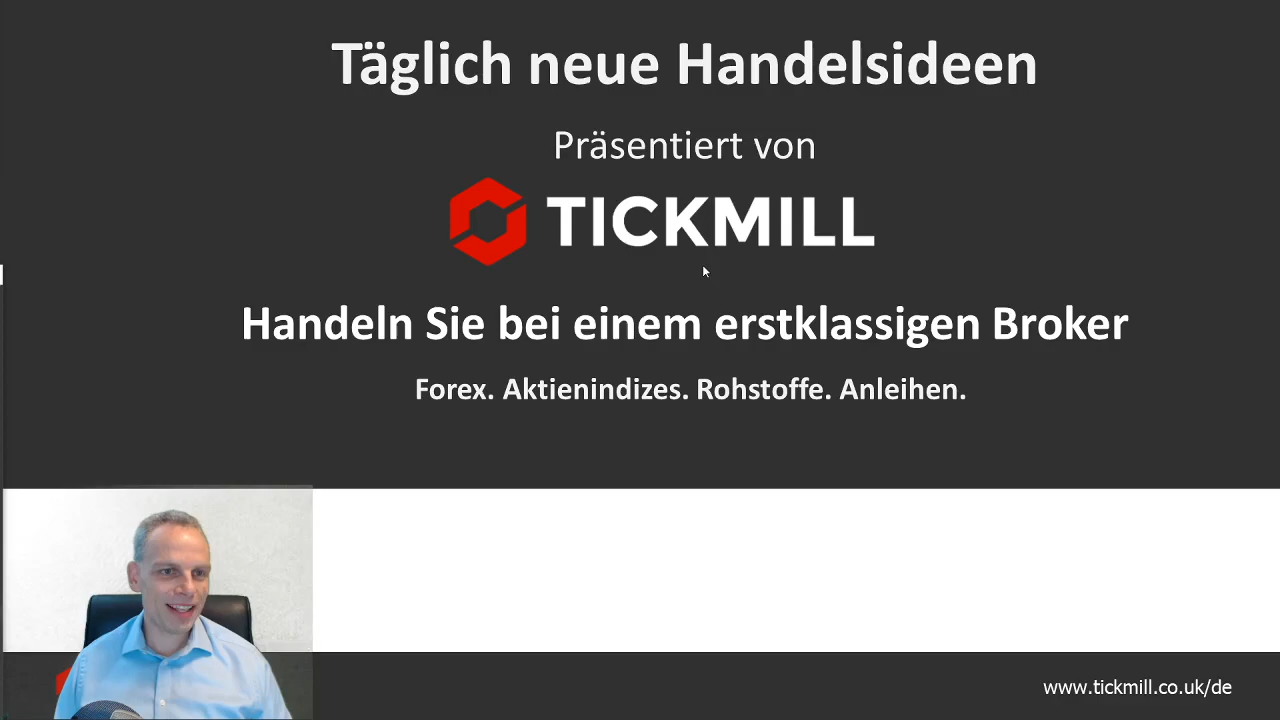 Täglich neue Handelsideen
Präsentiert von
TICKMILL
Handeln Sie bei einem erstklassigen Broker
Forex. Aktienindizes. Rohstoffe. Anleihen.
www.tickmill.co.uk/de